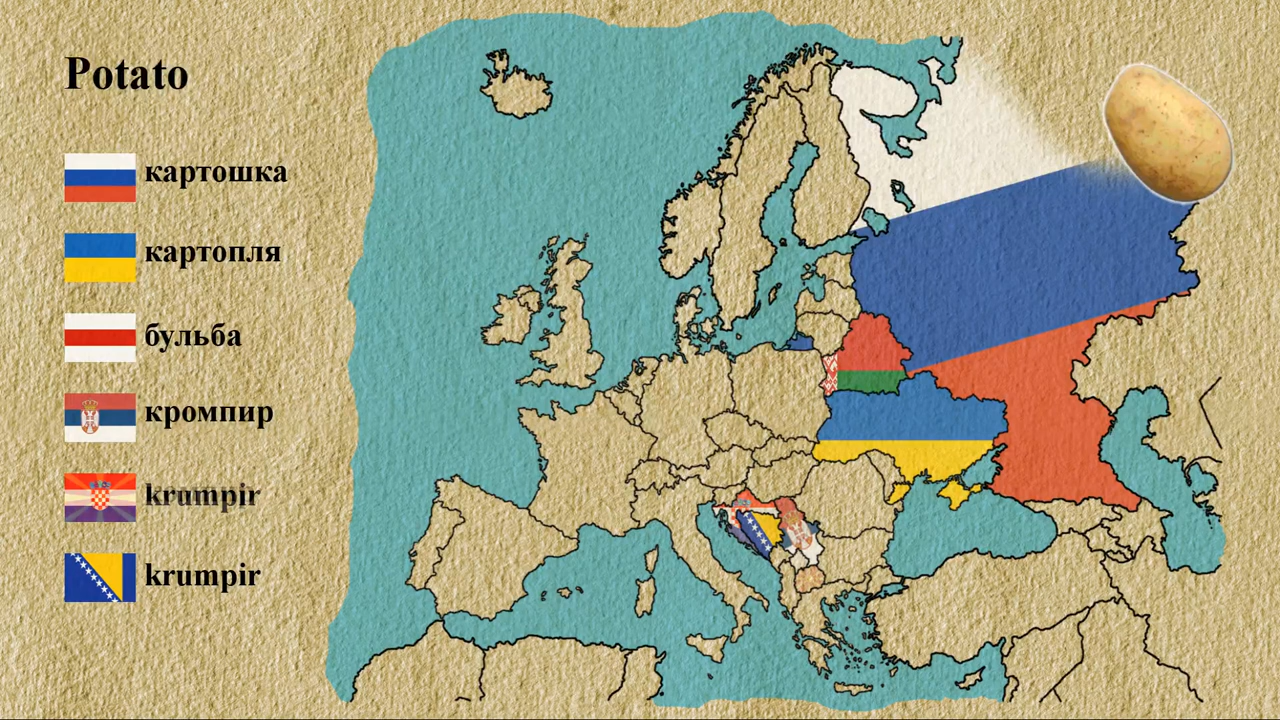 Potato
картошка
картопля
бульба
кромпир
krumpir
krumpir